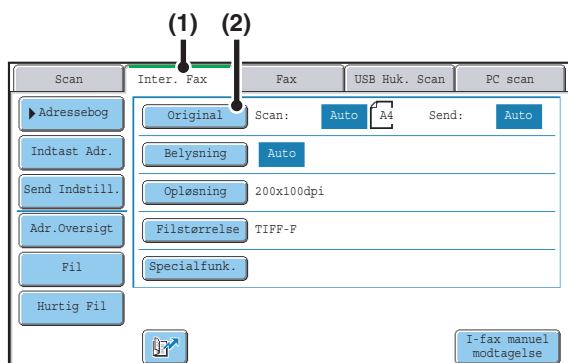 (1) (2)
Scan Inter. Fax Fax USB Huk. Scan PC scan
Adressebog Original Scan: Auto A4 Send: Auto
Indtast Adr. Belysning Auto
Send Indstill. Opløsning 200x100dpi
Adr.Oversigt Filstørrelse TIFF-F
Fil Specialfunk.
Hurtig Fil
I-fax manuel
modtagelse